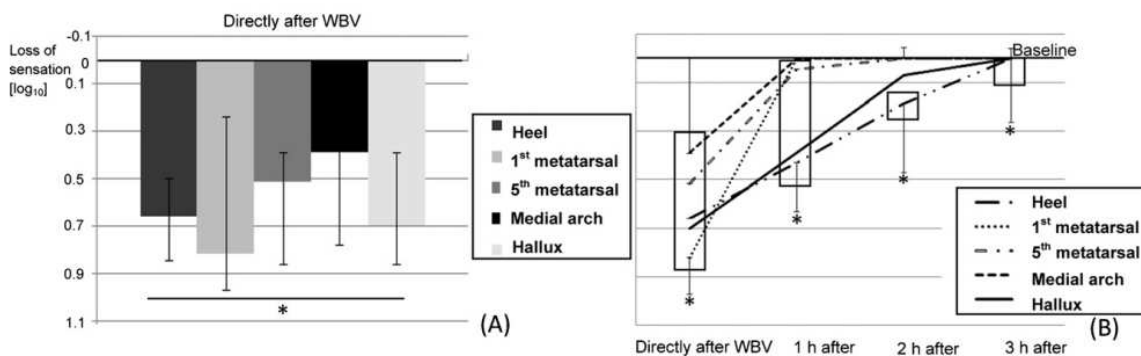 Directly after WBV
Loss of
sensation
[log₁₀]
-0.1
0
0.1
0.3
0.5
0.7
0.9
1.1
*
(A)
Heel
1ˢᵗ metatarsal
5ᵗʰ metatarsal
Medial arch
Hallux
Baseline
*
*
*
*
Heel
1ˢᵗ metatarsal
5ᵗʰ metatarsal
Medial arch
Hallux
(B)
Directly after WBV 1 h after 2 h after 3 h after